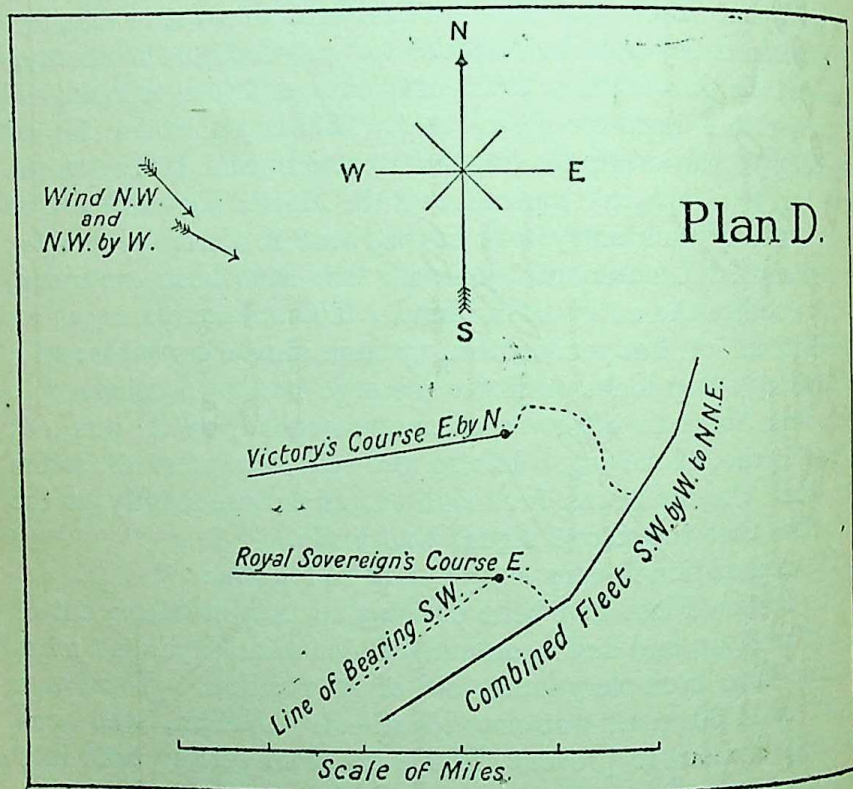 N
W
E
S
Wind N.W.
and
N.W. by W.
Plan D.
Victory's Course E. by N.
Royal Sovereign's Course E.
Line of Bearing S.W.
Combined Fleet S.W. by W. to N.N.E.
Scale of Miles.